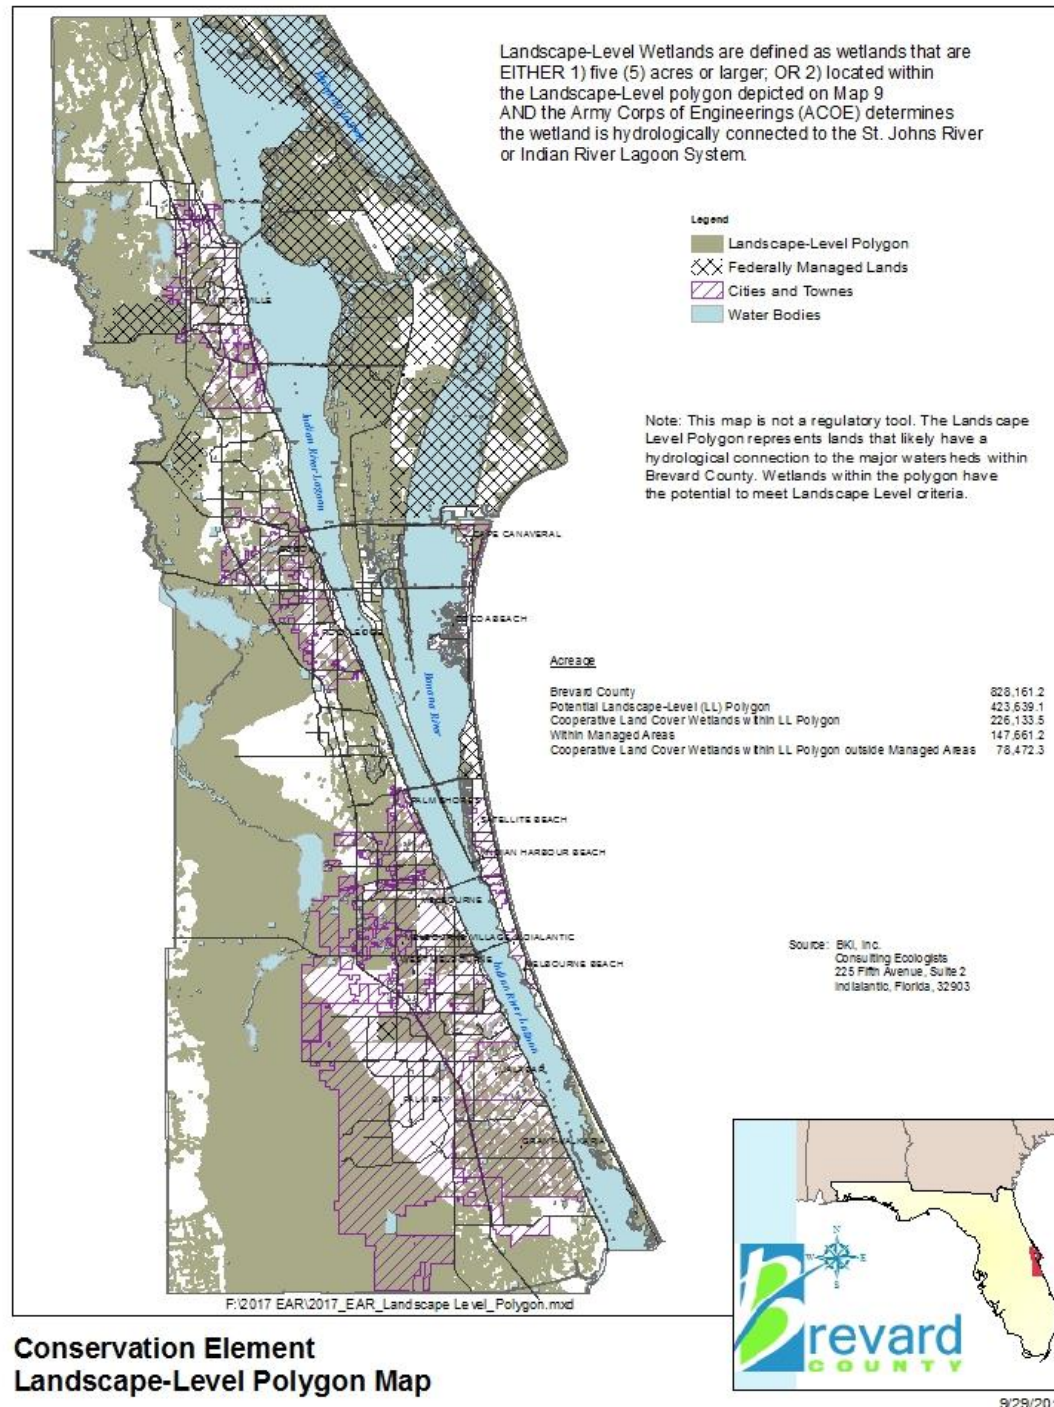 Landscape-Level Wetlands are defined as wetlands that are
EITHER 1) five (5) acres or larger; OR 2) located within
the Landscape-Level polygon depicted on Map 9
AND the Army Corps of Engineerings (ACOE) determines
the wetland is hydrologically connected to the St. Johns River
or Indian River Lagoon System.
Legend
Landscape-Level Polygon
Federally Managed Lands
Cities and Townes
Water Bodies
Indian River Lagoon
Note: This map is not a regulatory tool. The Landscape
Level Polygon represents lands that likely have a
hydrological connection to the major watersheds within
Brevard County. Wetlands within the polygon have
the potential to meet Landscape Level criteria.
CAPE CANAVERAL
COCOA BEACH
ROCKLEDGE
Banana River
Acreage
Brevard County 828,161.2
Potential Landscape-Level (LL) Polygon 423,639.1
Cooperative Land Cover Wetlands within LL Polygon 226,133.5
Within Managed Areas 147,661.2
Cooperative Land Cover Wetlands within LL Polygon outside Managed Areas 78,472.3
PALM SHORES
SATELLITE BEACH
INDIAN HARBOUR BEACH
MELBOURNE
MELBOURNE VILLAGE
INDIALANTIC
WEST MELBOURNE
MELBOURNE BEACH
Indian River Lagoon
Source: BKI, Inc.
Consulting Ecologists
225 Fifth Avenue, Suite 2
Indialantic, Florida, 32903
MALABAR
PALM BAY
GRANT-VALKARIA
N
W E
S
Brevard
COUNTY
F:\2017 EAR\2017_EAR_Landscape Level_Polygon.mxd
Conservation Element
Landscape-Level Polygon Map
9/29/201